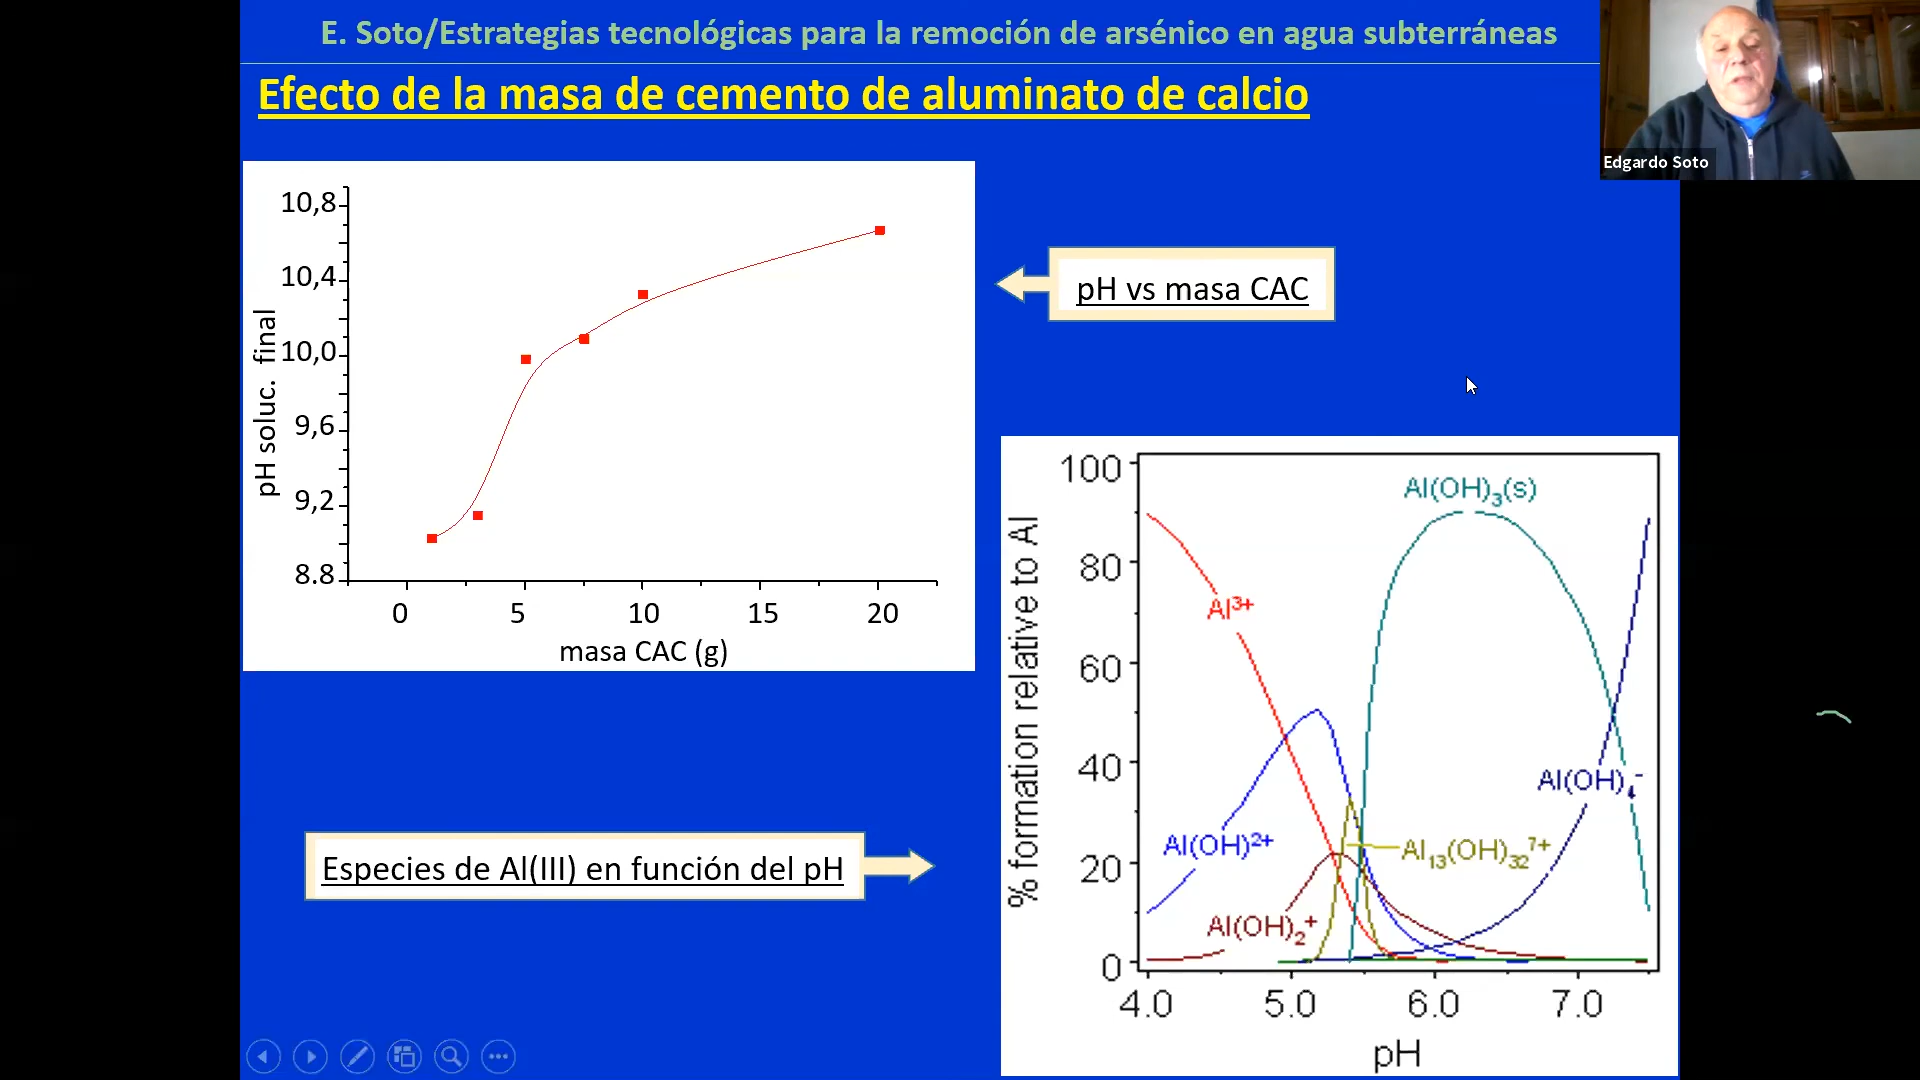 E. Soto/Estrategias tecnológicas para la remoción de arsénico en agua subterráneas
Efecto de la masa de cemento de aluminato de calcio
Edgardo Soto
pH soluc. final
10,8
10,4
10,0
9,6
9,2
8.8
0 5 10 15 20
masa CAC (g)
pH vs masa CAC
Especies de Al(III) en función del pH
% formation relative to Al
100
80
60
40
20
0
Al(OH)3(s)
Al3+
Al(OH)4-
Al(OH)2+
Al13(OH)32 7+
Al(OH)2+
4.0 5.0 6.0 7.0
pH